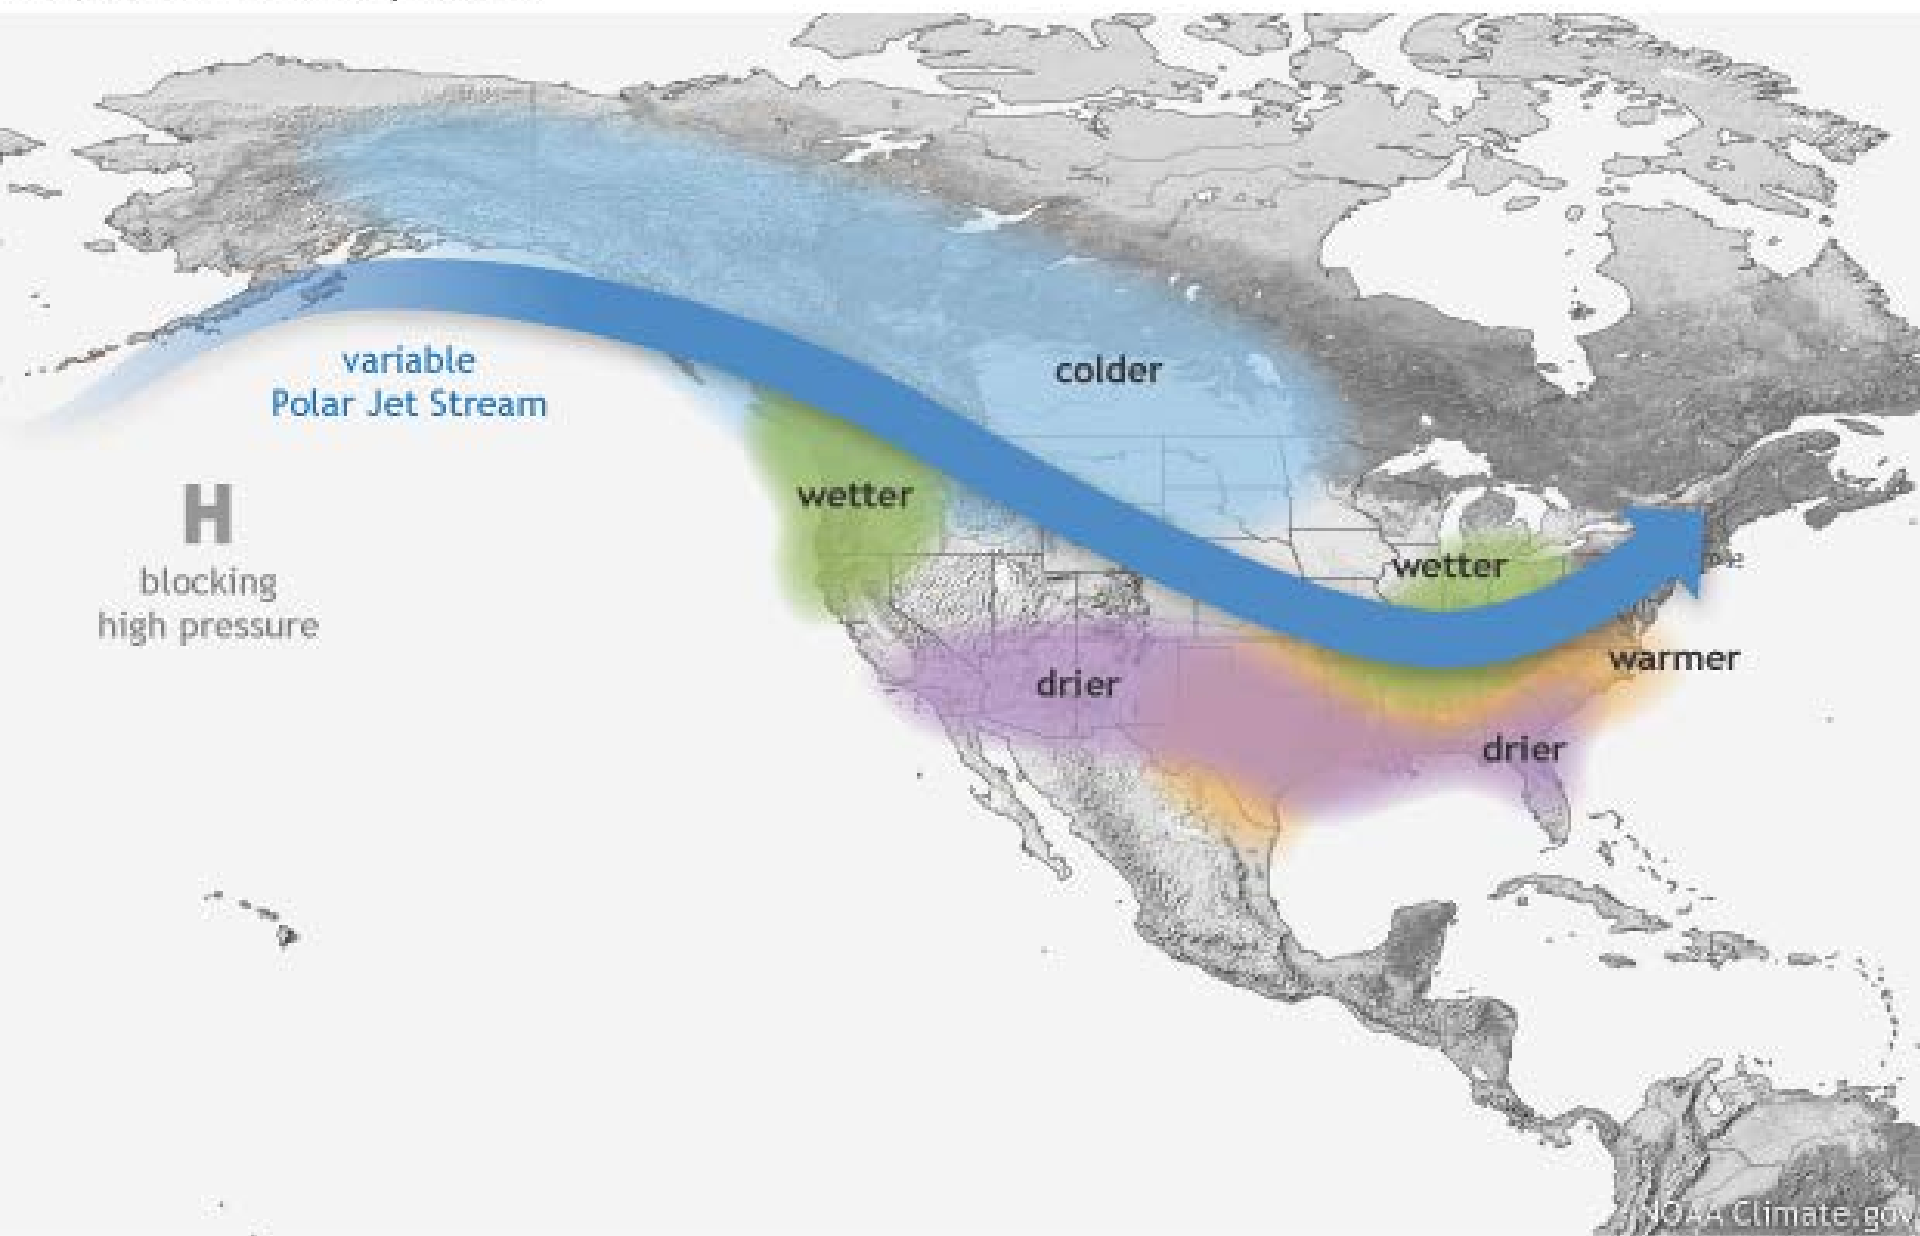 variable
Polar Jet Stream
colder
H
blocking
high pressure
wetter
wetter
warmer
drier
drier
NOAA Climate.gov